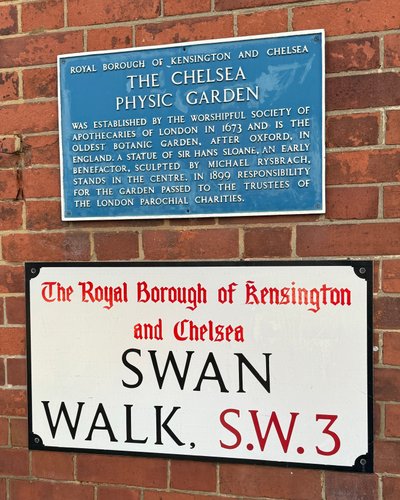 ROYAL BOROUGH OF KENSINGTON AND CHELSEA
THE CHELSEA
PHYSIC GARDEN
WAS ESTABLISHED BY THE WORSHIPFUL SOCIETY OF
APOTHECARIES OF LONDON IN 1673 AND IS THE
OLDEST BOTANIC GARDEN, AFTER OXFORD, IN
ENGLAND. A STATUE OF SIR HANS SLOANE, AN EARLY
BENEFACTOR, SCULPTED BY MICHAEL RYSBRACH,
STANDS IN THE CENTRE. IN 1899 RESPONSIBILITY
FOR THE GARDEN PASSED TO THE TRUSTEES OF
THE LONDON PAROCHIAL CHARITIES.
The Royal Borough of Kensington
and Chelsea
SWAN
WALK, S.W.3